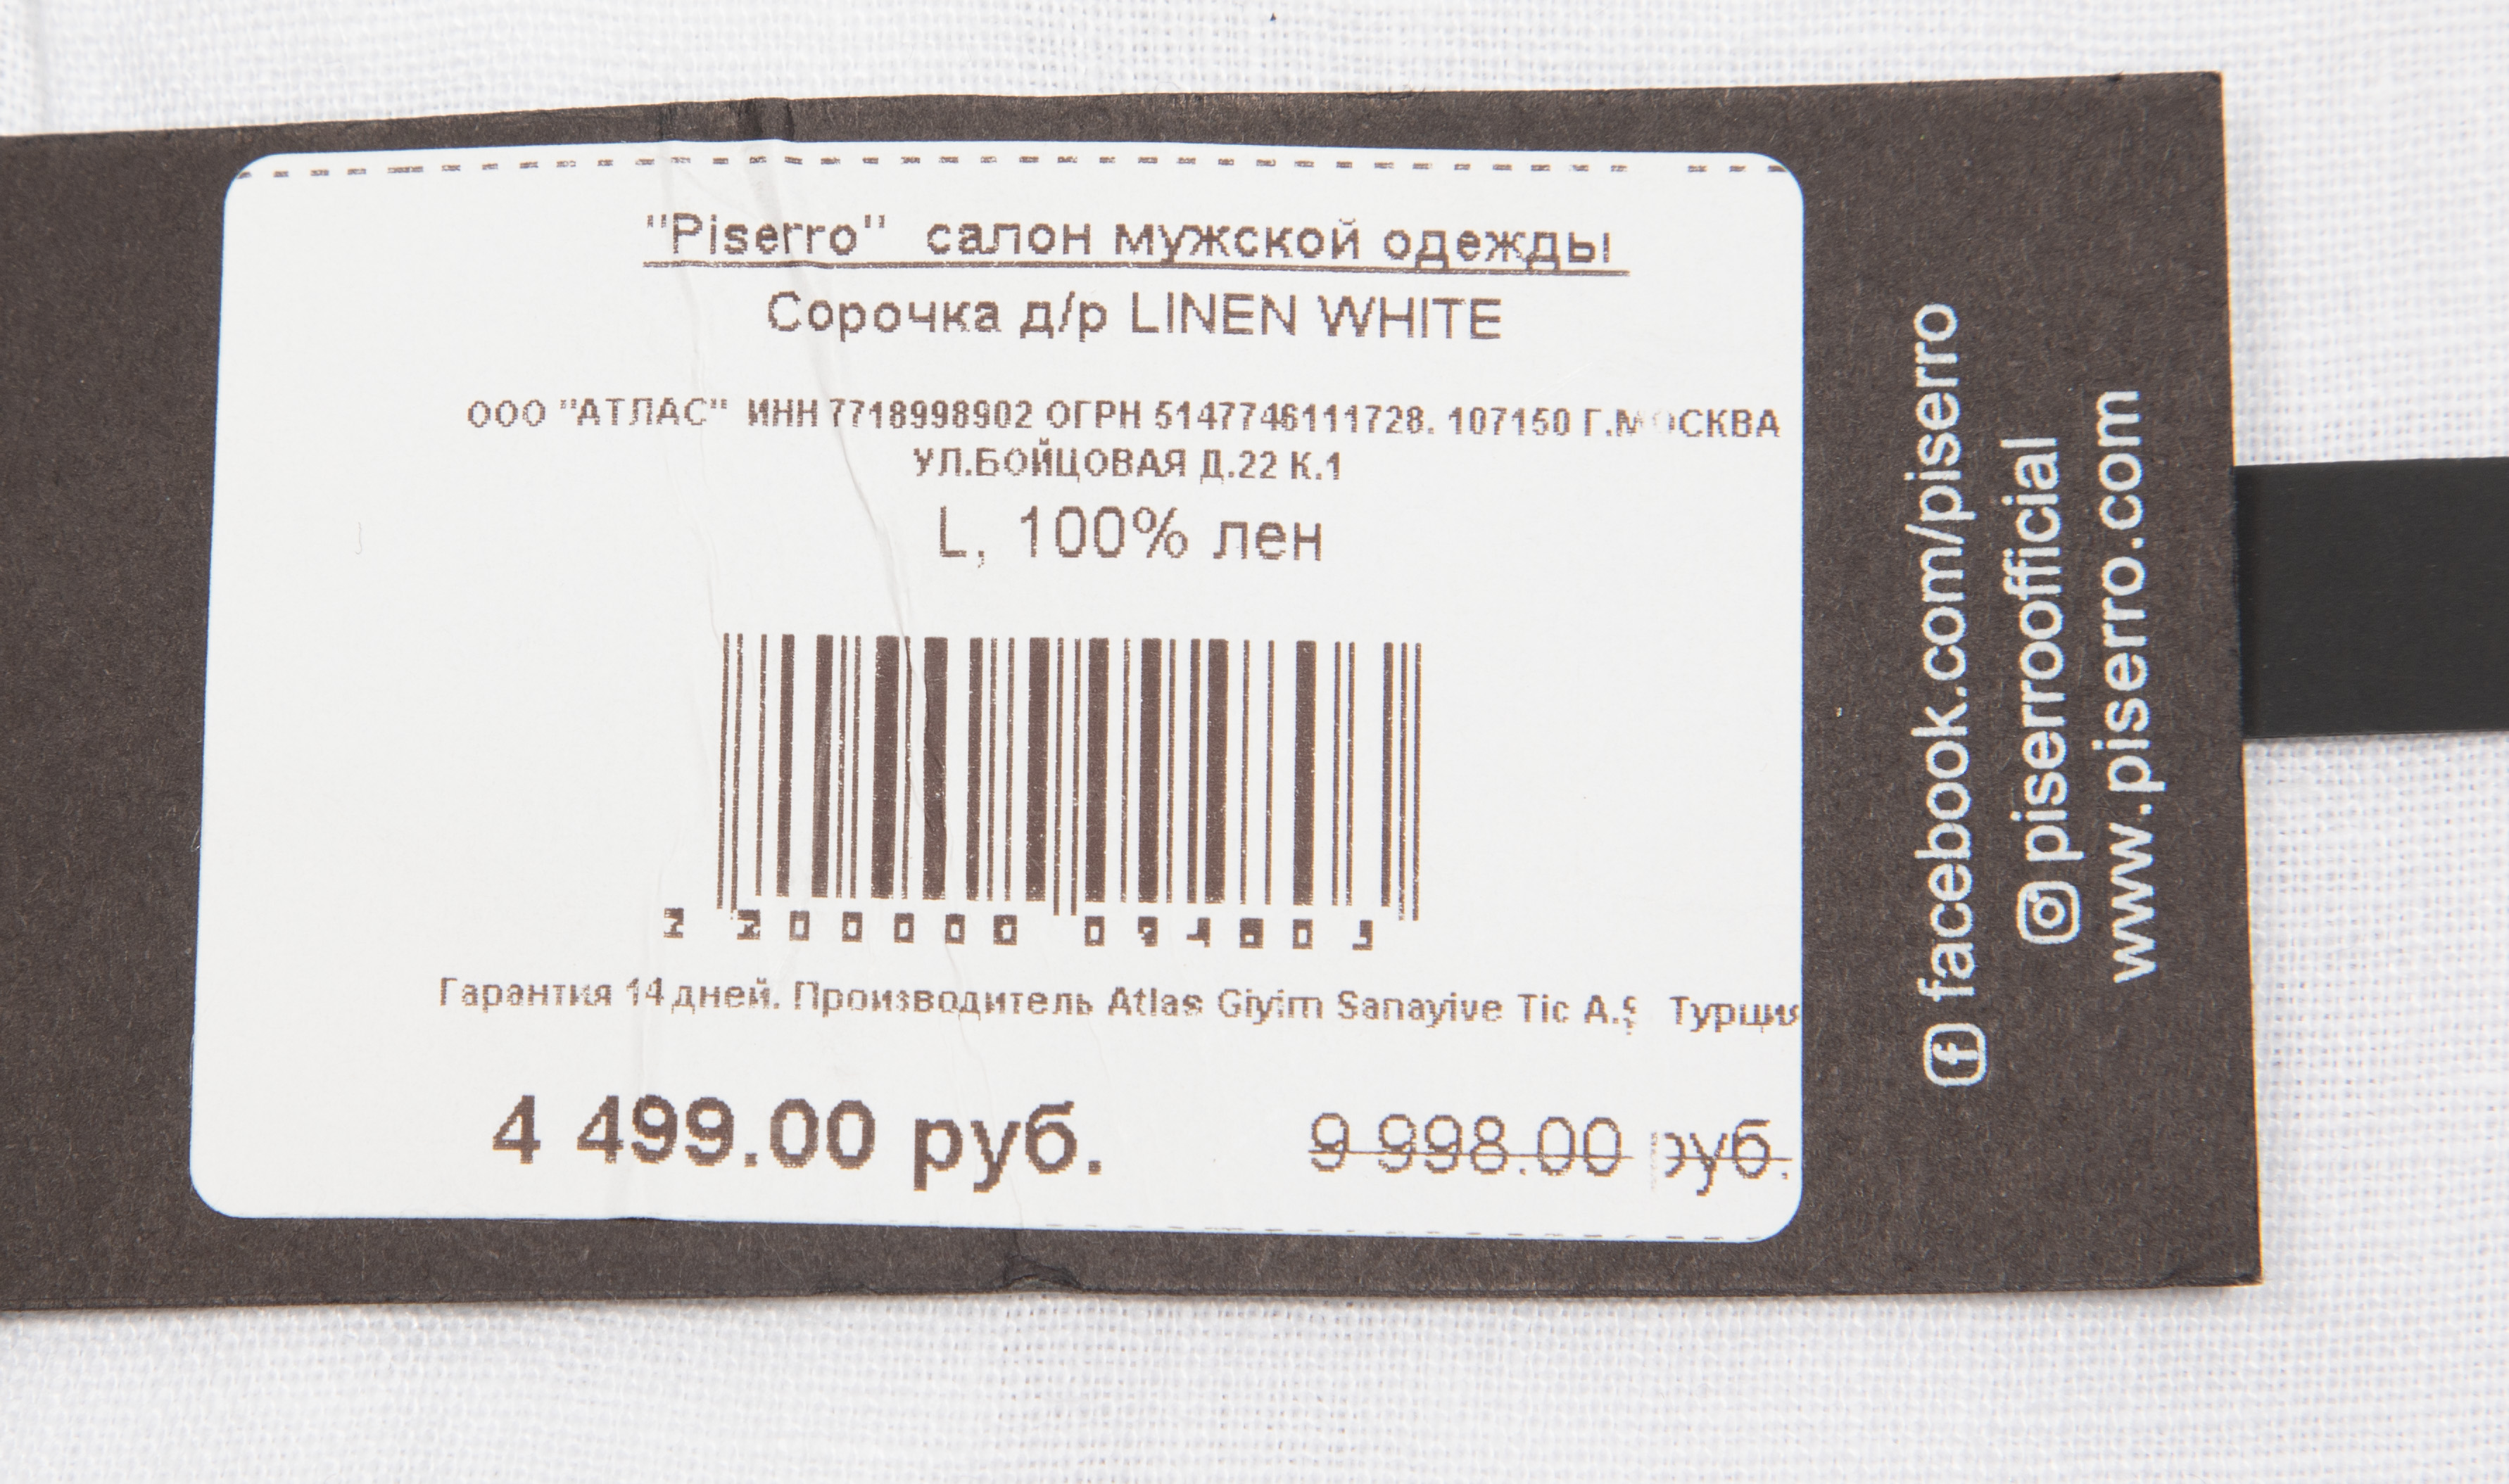 "Piserro" салон мужской одежды
Сорочка д/р LINEN WHITE
ООО "АТЛАС" ИНН 7718998902 ОГРН 5147746111728. 107150 Г.МОСКВА
УЛ.БОЙЦОВАЯ Д.22 К.1
L, 100% лен
Гарантия 14 дней. Производитель Atlas Giyim Sanayive Tic A.Ş Турция
4 499.00 руб. 9 998.00 руб.
facebook.com/piserro
piserroofficial
www.piserro.com